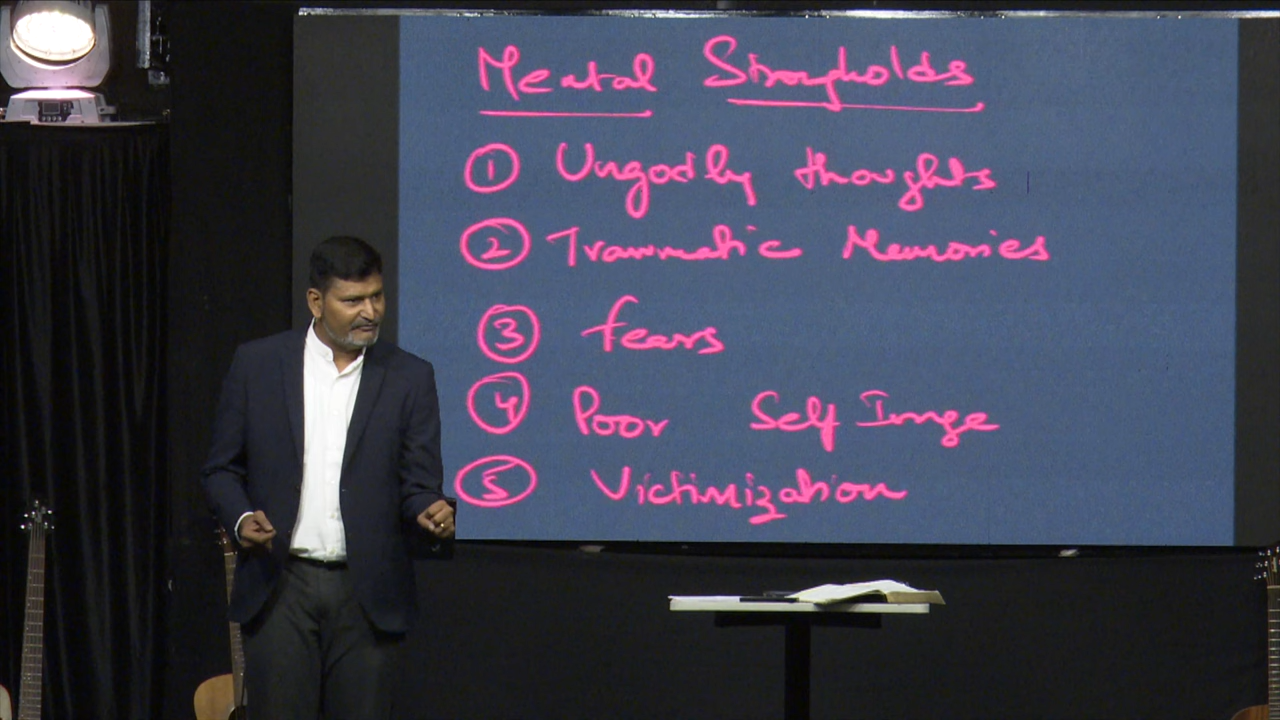 Mental Strongholds
① Ungodly thoughts
② Traumatic Memories
③ fears
④ Poor Self Image
⑤ Victimization